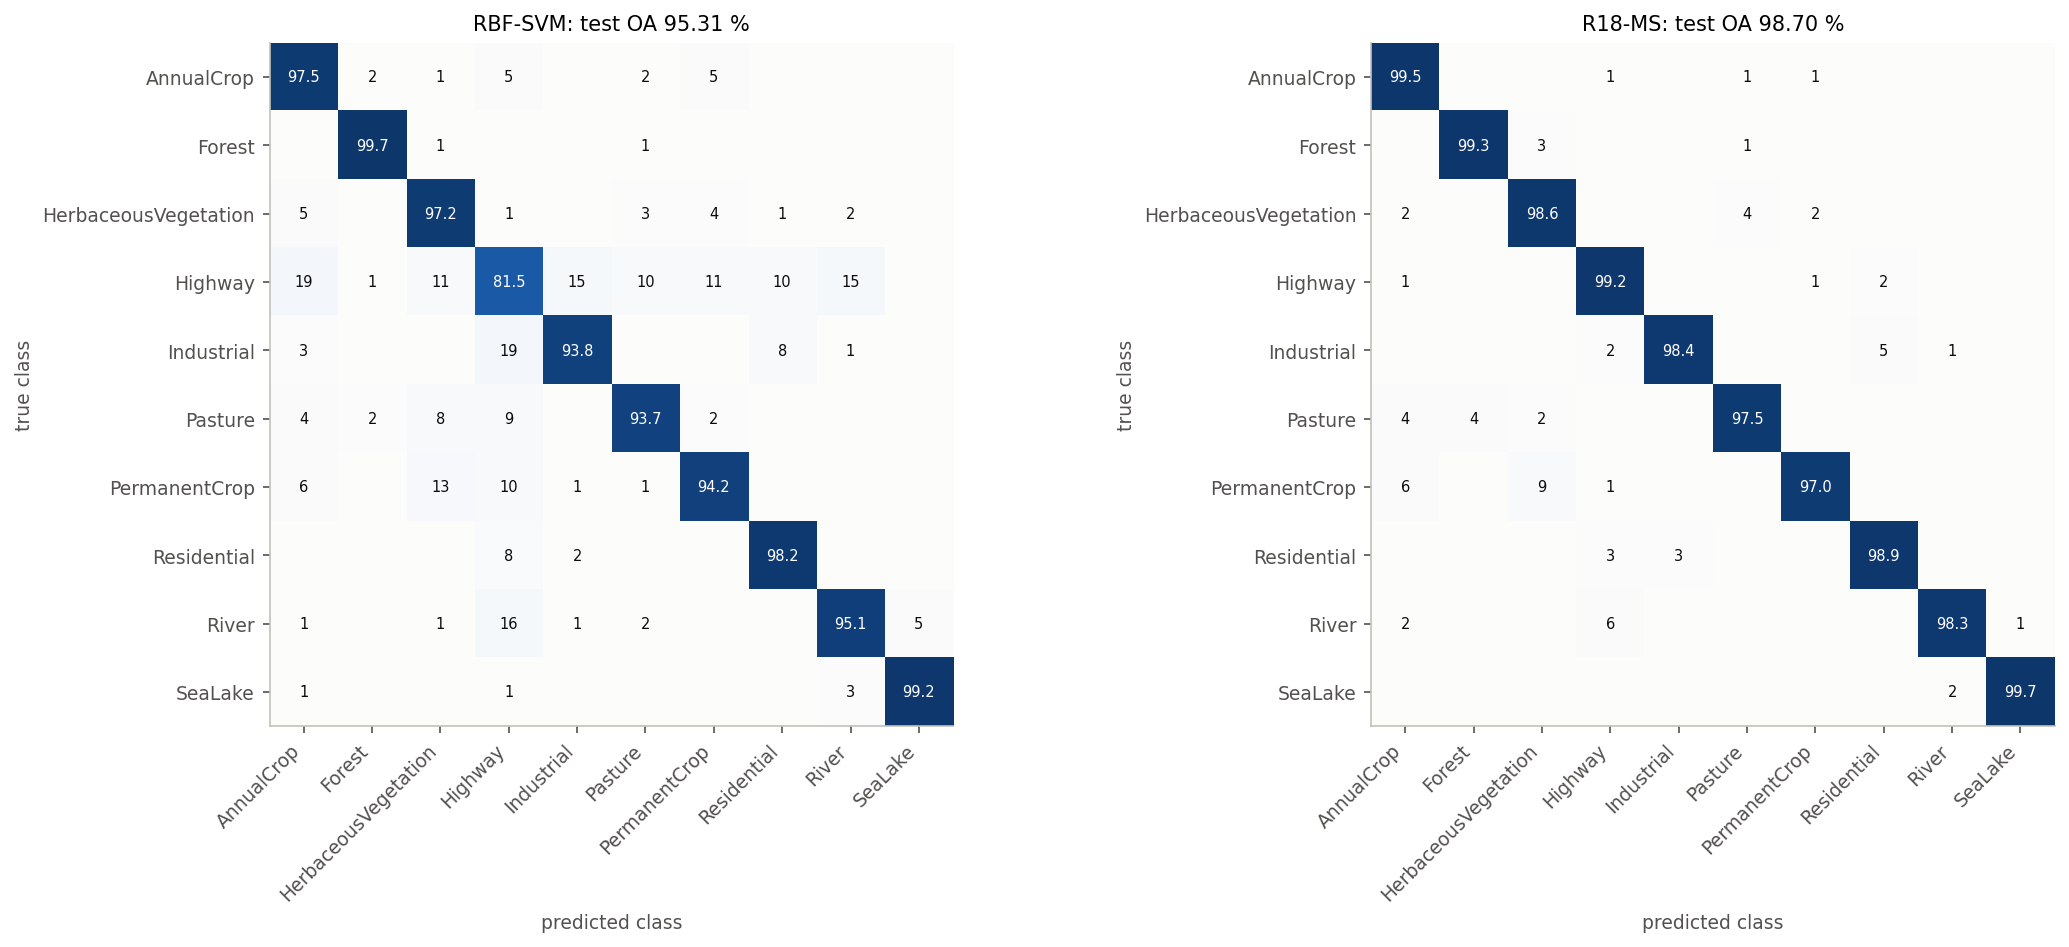 RBF-SVM: test OA 95.31 %
AnnualCrop 97.5 2 1 5 2 5
Forest 99.7 1 1
HerbaceousVegetation 5 97.2 1 3 4 1 2
Highway 19 1 11 81.5 15 10 11 10 15
Industrial 3 19 93.8 8 1
Pasture 4 2 8 9 93.7 2
PermanentCrop 6 13 10 1 1 94.2
Residential 8 2 98.2
River 1 1 16 1 2 95.1 5
SeaLake 1 1 3 99.2
true class
AnnualCrop Forest HerbaceousVegetation Highway Industrial Pasture PermanentCrop Residential River SeaLake
predicted class
R18-MS: test OA 98.70 %
AnnualCrop 99.5 1 1 1
Forest 99.3 3 1
HerbaceousVegetation 2 98.6 4 2
Highway 1 99.2 1 2
Industrial 2 98.4 5 1
Pasture 4 4 2 97.5
PermanentCrop 6 9 1 97.0
Residential 3 3 98.9
River 2 6 98.3 1
SeaLake 2 99.7
true class
AnnualCrop Forest HerbaceousVegetation Highway Industrial Pasture PermanentCrop Residential River SeaLake
predicted class